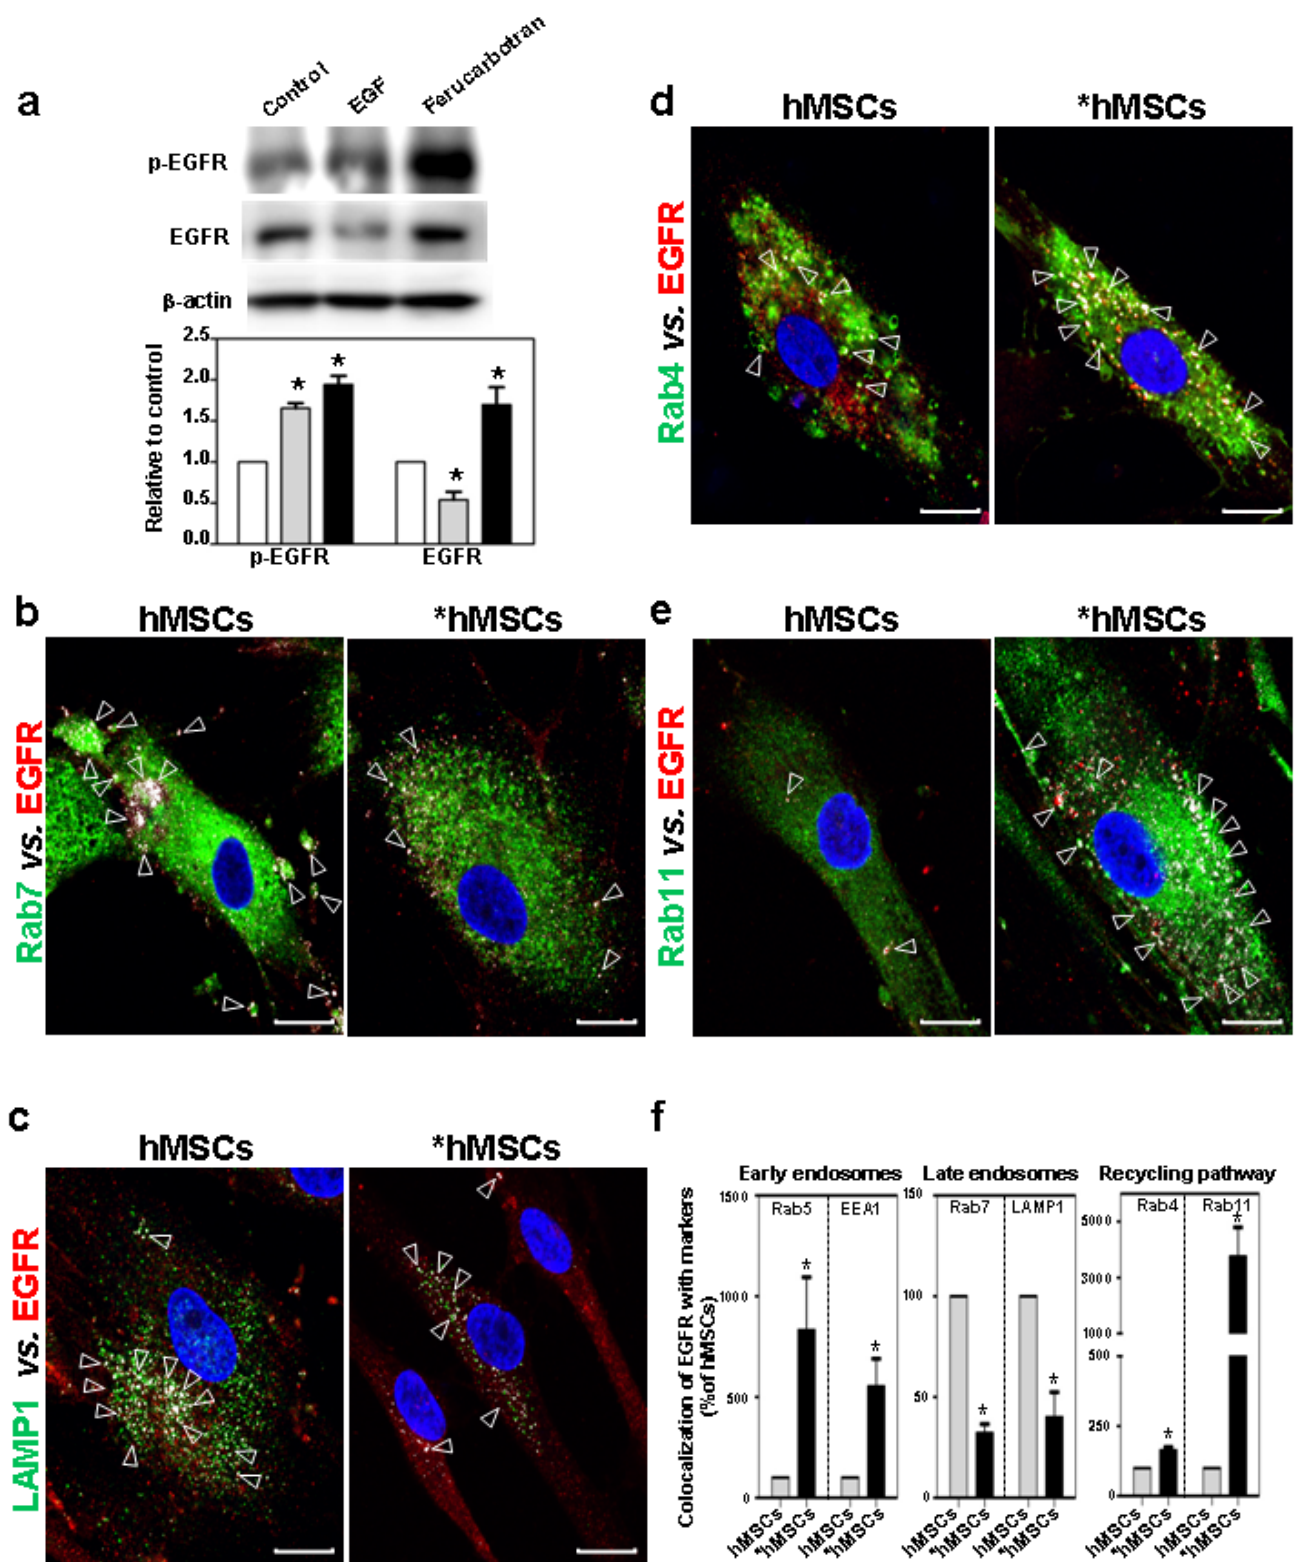 a
Control EGF Ferucarbotran
p-EGFR
EGFR
β-actin
Relative to control
2.5
2.0
1.5
1.0
0.5
0.0
* * * *
p-EGFR EGFR
b
hMSCs *hMSCs
Rab7 vs. EGFR
c
hMSCs *hMSCs
LAMP1 vs. EGFR
d
hMSCs *hMSCs
Rab4 vs. EGFR
e
hMSCs *hMSCs
Rab11 vs. EGFR
f
Colocalization of EGFR with markers
(% of hMSCs)
Early endosomes
1500
1000
500
0
Rab5 EEA1
* *
hMSCs *hMSCs hMSCs *hMSCs
Late endosomes
150
100
50
0
Rab7 LAMP1
* *
hMSCs *hMSCs hMSCs *hMSCs
Recycling pathway
5000
3000
1000
500
250
0
Rab4 Rab11
* *
hMSCs *hMSCs hMSCs *hMSCs